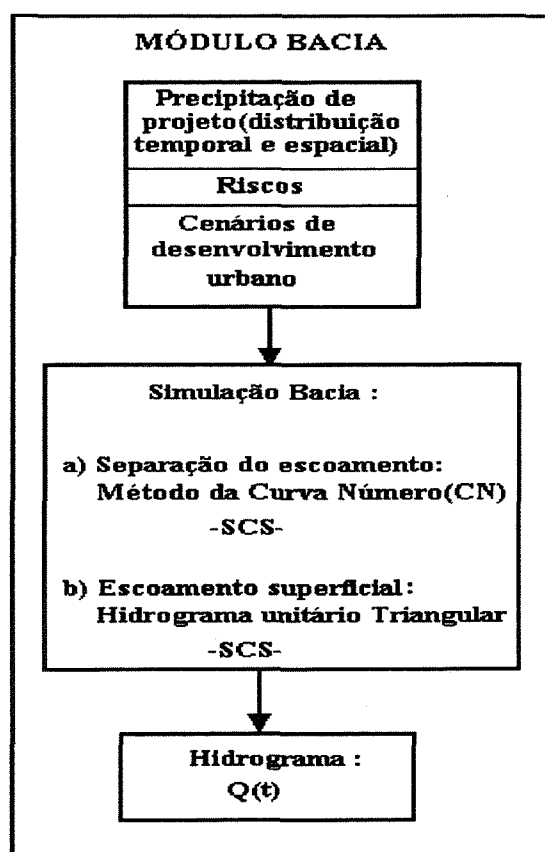 MÓDULO BACIA
Precipitação de
projeto(distribuição
temporal e espacial)
Riscos
Cenários de
desenvolvimento
urbano
Simulação Bacia :
a) Separação do escoamento:
Método da Curva Número(CN)
-SCS-
b) Escoamento superficial:
Hidrograma unitário Triangular
-SCS-
Hidrograma :
Q(t)